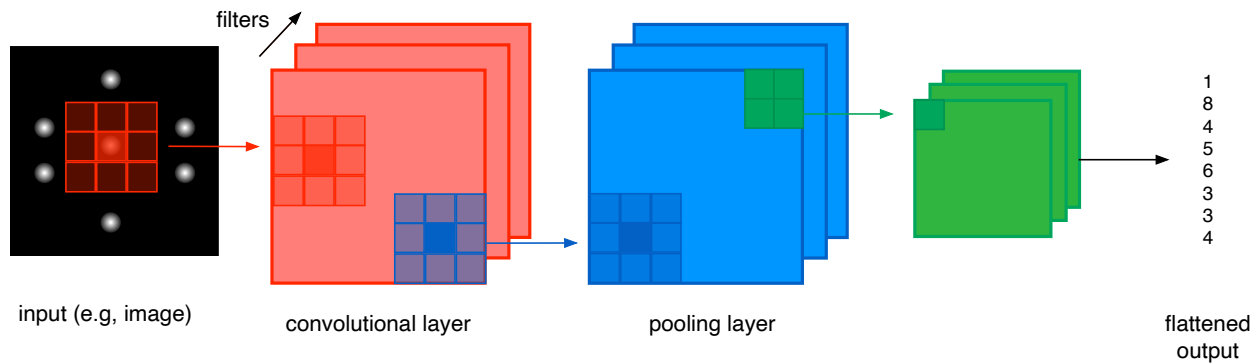 filters
input (e.g, image)
convolutional layer
pooling layer
1
8
4
5
6
3
3
4
flattened
output